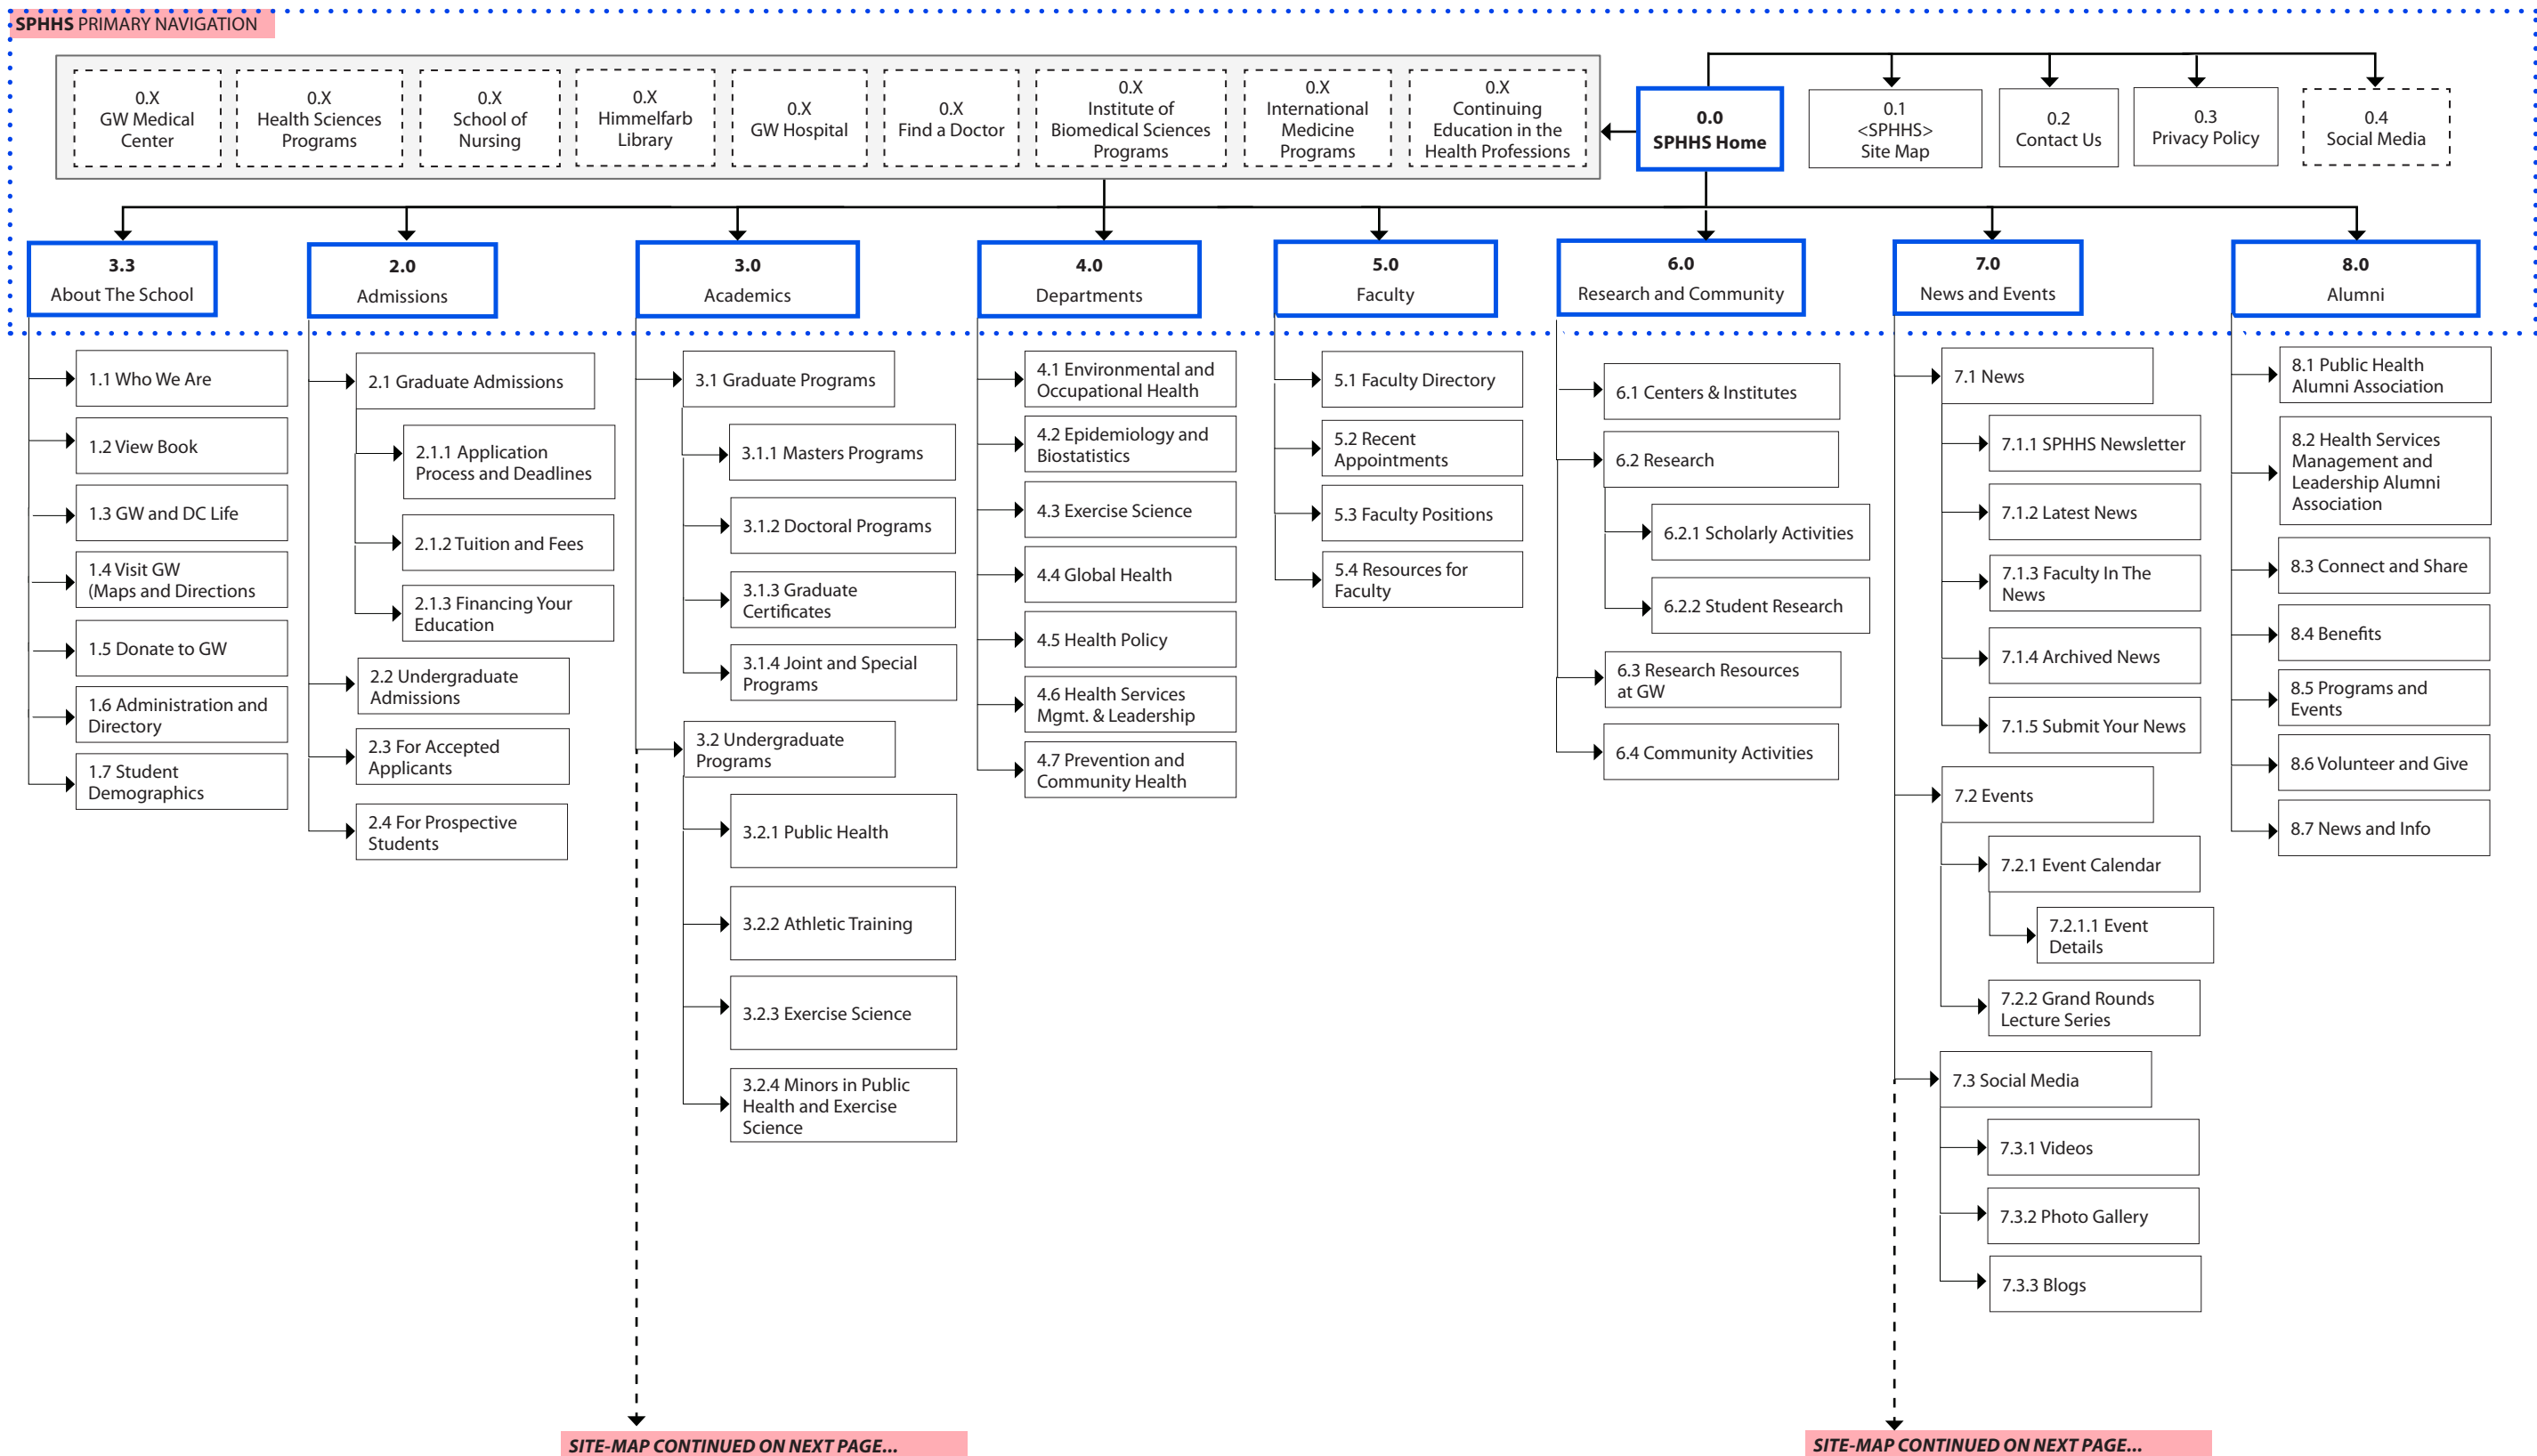 SPHHS PRIMARY NAVIGATION
0.X
GW Medical
Center
0.X
Health Sciences
Programs
0.X
School of
Nursing
0.X
Himmelfarb
Library
0.X
GW Hospital
0.X
Find a Doctor
0.X
Institute of
Biomedical Sciences
Programs
0.X
International
Medicine
Programs
0.X
Continuing
Education in the
Health Professions
0.0
SPHHS Home
0.1
<SPHHS>
Site Map
0.2
Contact Us
0.3
Privacy Policy
0.4
Social Media
3.3
About The School
2.0
Admissions
3.0
Academics
4.0
Departments
5.0
Faculty
6.0
Research and Community
7.0
News and Events
8.0
Alumni
1.1 Who We Are
1.2 View Book
1.3 GW and DC Life
1.4 Visit GW
(Maps and Directions
1.5 Donate to GW
1.6 Administration and
Directory
1.7 Student
Demographics
2.1 Graduate Admissions
2.1.1 Application
Process and Deadlines
2.1.2 Tuition and Fees
2.1.3 Financing Your
Education
2.2 Undergraduate
Admissions
2.3 For Accepted
Applicants
2.4 For Prospective
Students
3.1 Graduate Programs
3.1.1 Masters Programs
3.1.2 Doctoral Programs
3.1.3 Graduate
Certificates
3.1.4 Joint and Special
Programs
3.2 Undergraduate
Programs
3.2.1 Public Health
3.2.2 Athletic Training
3.2.3 Exercise Science
3.2.4 Minors in Public
Health and Exercise
Science
4.1 Environmental and
Occupational Health
4.2 Epidemiology and
Biostatistics
4.3 Exercise Science
4.4 Global Health
4.5 Health Policy
4.6 Health Services
Mgmt. & Leadership
4.7 Prevention and
Community Health
5.1 Faculty Directory
5.2 Recent
Appointments
5.3 Faculty Positions
5.4 Resources for
Faculty
6.1 Centers & Institutes
6.2 Research
6.2.1 Scholarly Activities
6.2.2 Student Research
6.3 Research Resources
at GW
6.4 Community Activities
7.1 News
7.1.1 SPHHS Newsletter
7.1.2 Latest News
7.1.3 Faculty In The
News
7.1.4 Archived News
7.1.5 Submit Your News
7.2 Events
7.2.1 Event Calendar
7.2.1.1 Event
Details
7.2.2 Grand Rounds
Lecture Series
7.3 Social Media
7.3.1 Videos
7.3.2 Photo Gallery
7.3.3 Blogs
8.1 Public Health
Alumni Association
8.2 Health Services
Management and
Leadership Alumni
Association
8.3 Connect and Share
8.4 Benefits
8.5 Programs and
Events
8.6 Volunteer and Give
8.7 News and Info
SITE-MAP CONTINUED ON NEXT PAGE...
SITE-MAP CONTINUED ON NEXT PAGE...